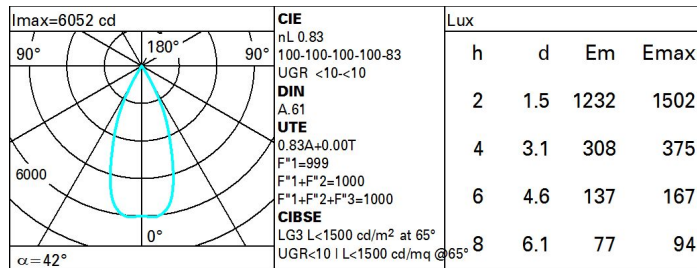 Imax=6052 cd
90° 180° 90°
6000
0°
α=42°
CIE
nL 0.83
100-100-100-100-83
UGR <10-<10
DIN
A.61
UTE
0.83A+0.00T
F"1=999
F"1+F"2=1000
F"1+F"2+F"3=1000
CIBSE
LG3 L<1500 cd/m² at 65°
UGR<10 | L<1500 cd/mq @65°
Lux
h d Em Emax
2 1.5 1232 1502
4 3.1 308 375
6 4.6 137 167
8 6.1 77 94